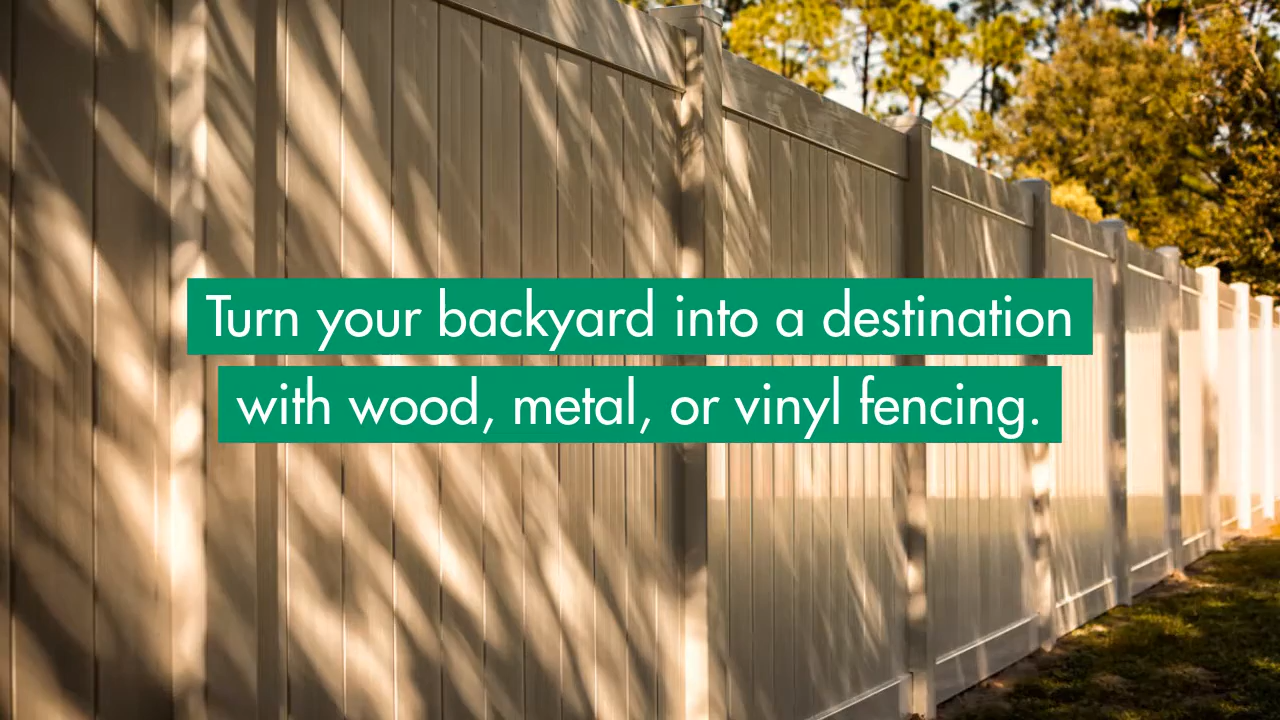 Turn your backyard into a destination
with wood, metal, or vinyl fencing.